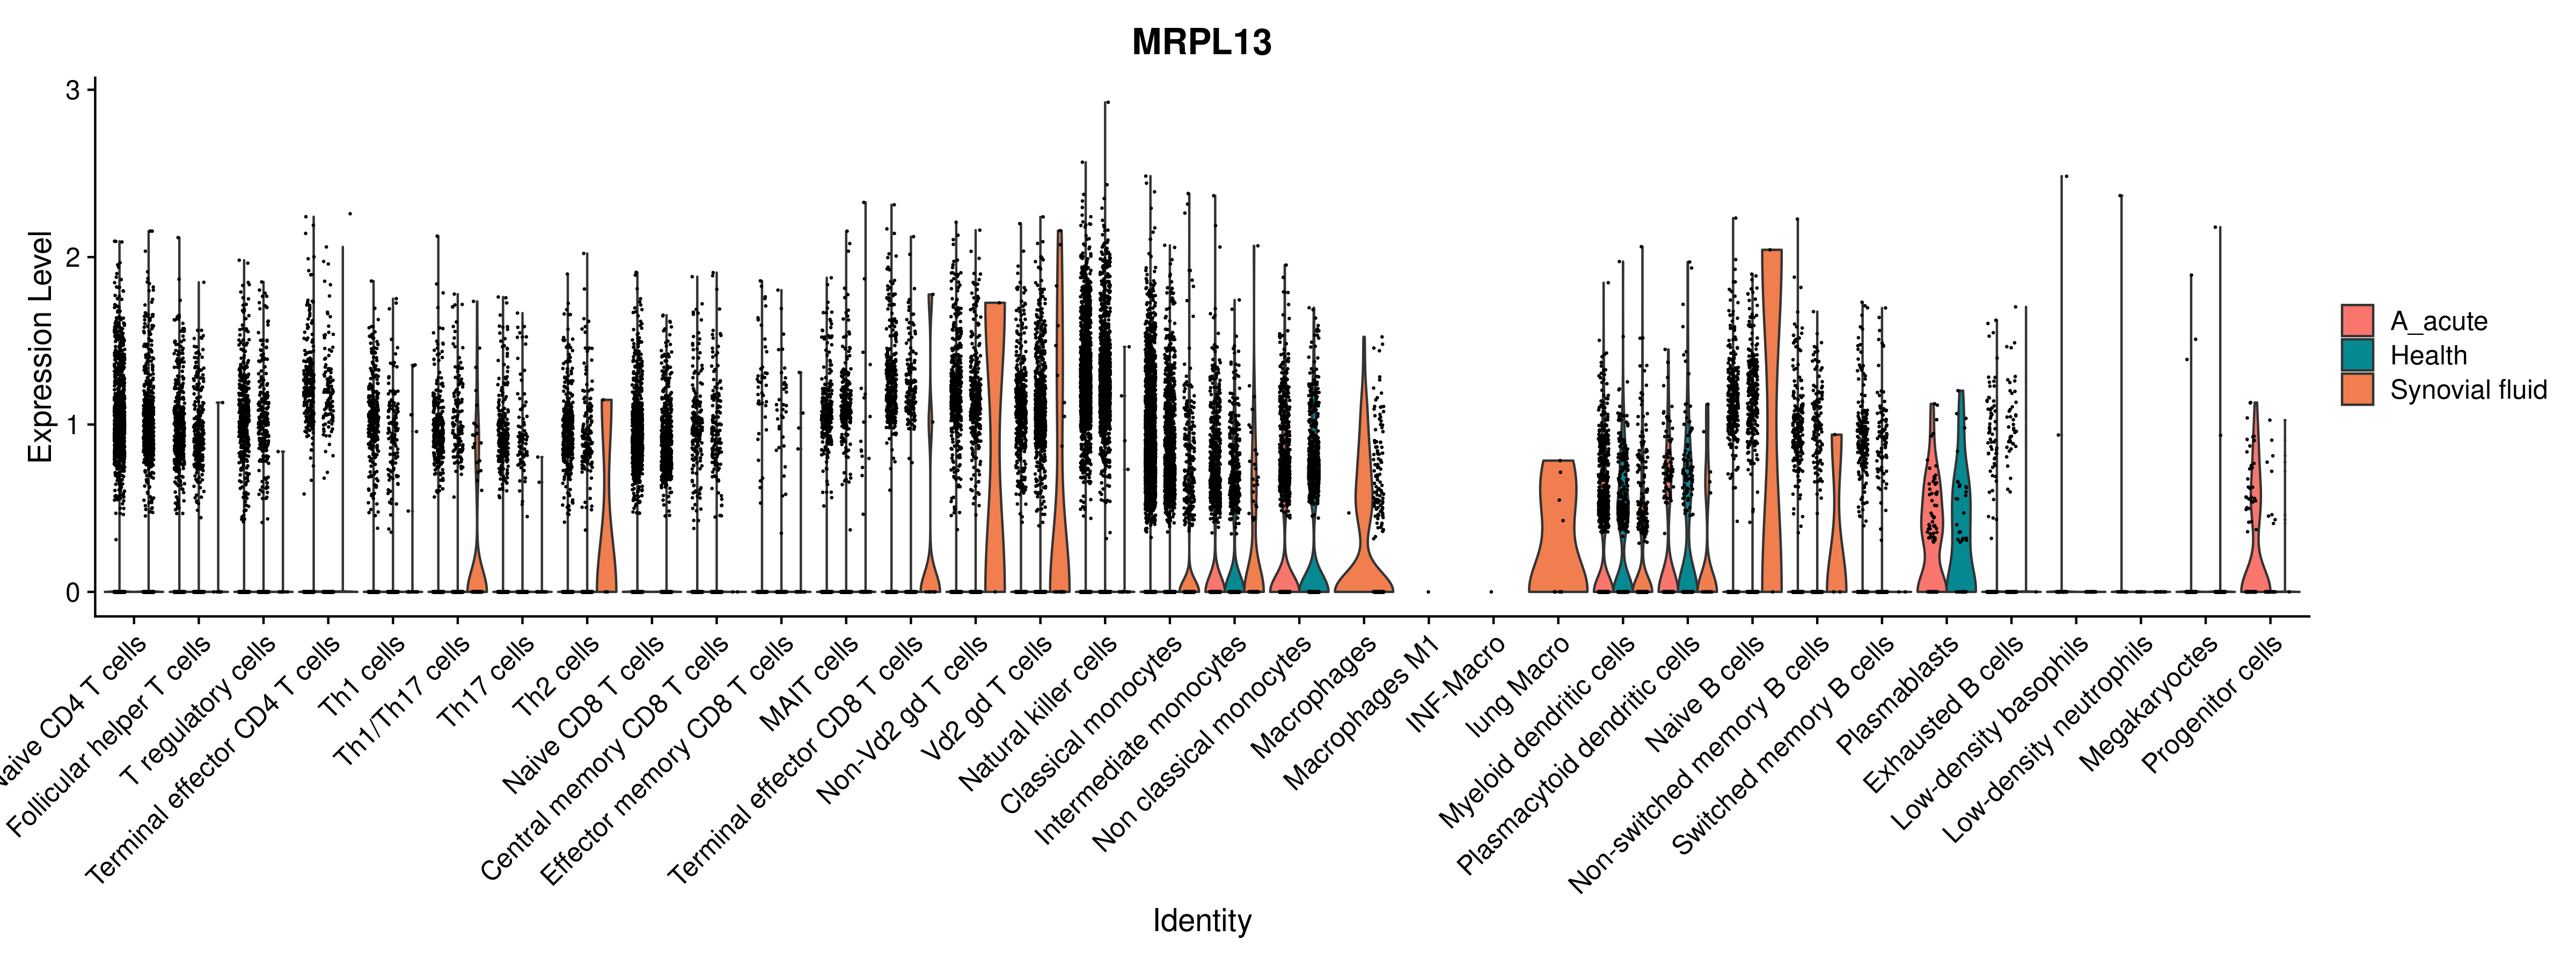 MRPL13
3
2
1
0
Expression Level
Naive CD4 T cells
Follicular helper T cells
T regulatory cells
Terminal effector CD4 T cells
Th1 cells
Th1/Th17 cells
Th17 cells
Th2 cells
Naive CD8 T cells
Central memory CD8 T cells
Effector memory CD8 T cells
MAIT cells
Terminal effector CD8 T cells
Non-Vd2 gd T cells
Vd2 gd T cells
Natural killer cells
Classical monocytes
Intermediate monocytes
Non classical monocytes
Macrophages
Macrophages M1
INF-Macro
lung Macro
Myeloid dendritic cells
Plasmacytoid dendritic cells
Naive B cells
Non-switched memory B cells
Switched memory B cells
Plasmablasts
Exhausted B cells
Low-density basophils
Low-density neutrophils
Megakaryoctes
Progenitor cells
Identity
A_acute
Health
Synovial fluid